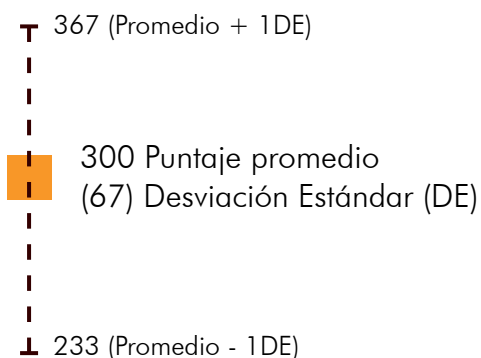 367 (Promedio + 1DE)
300 Puntaje promedio
(67) Desviación Estándar (DE)
233 (Promedio - 1DE)